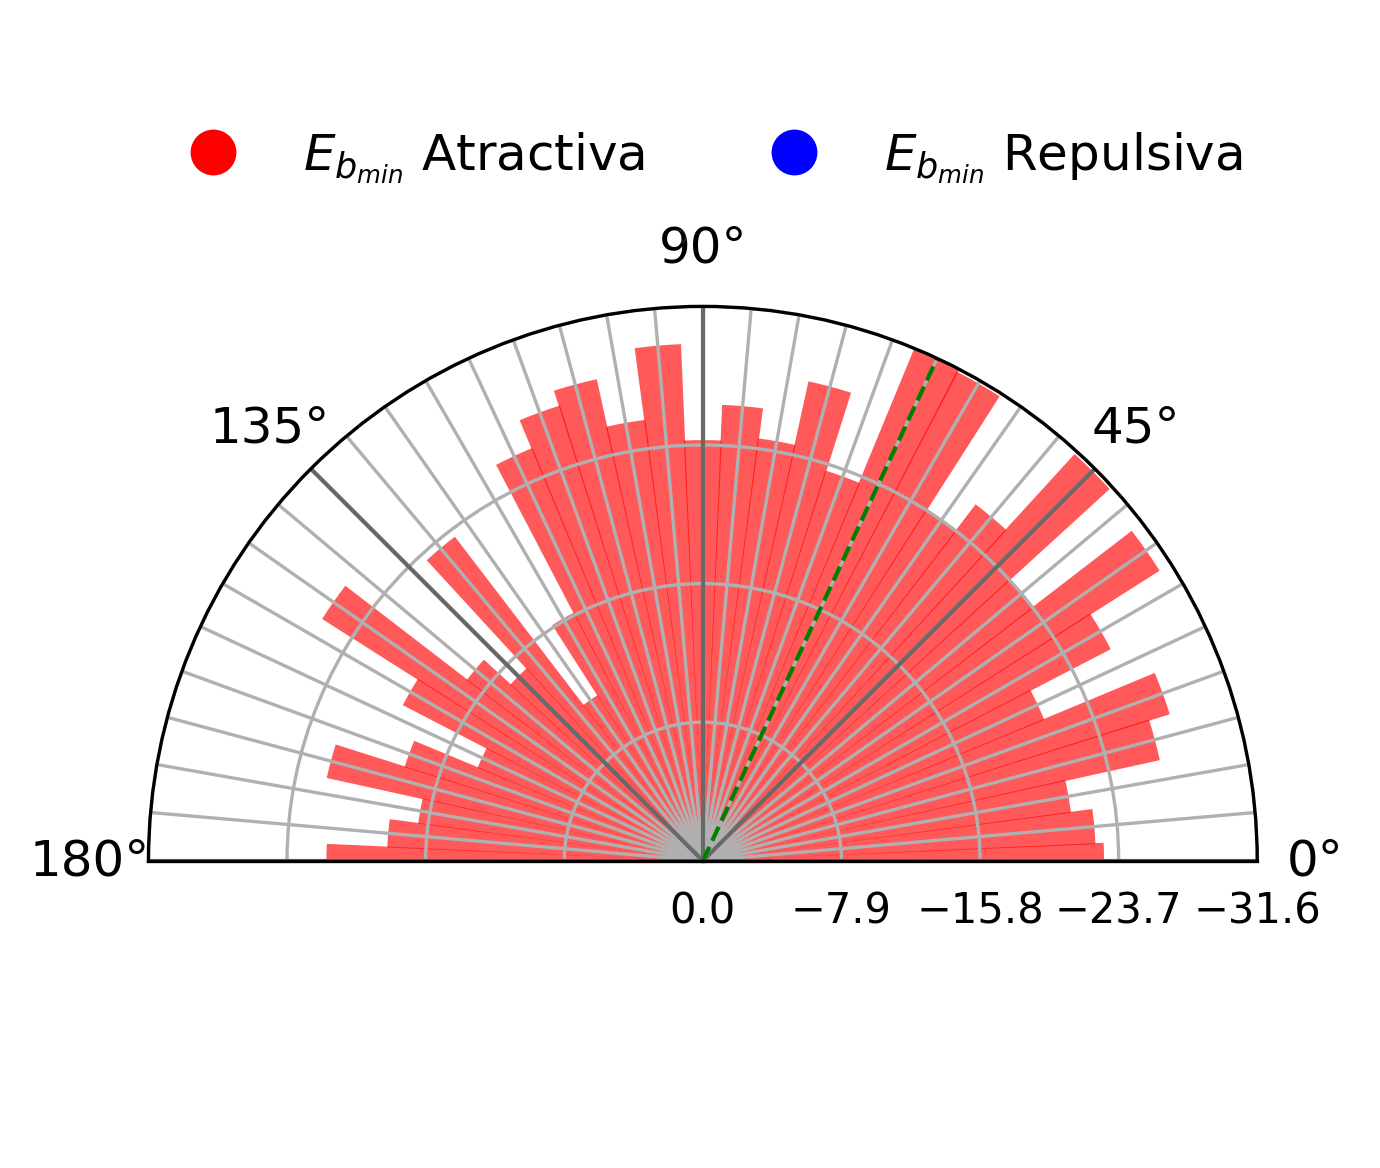 E_{b_{min}} Atractiva E_{b_{min}} Repulsiva
90°
135° 45°
180° 0°
0.0 −7.9 −15.8 −23.7 −31.6